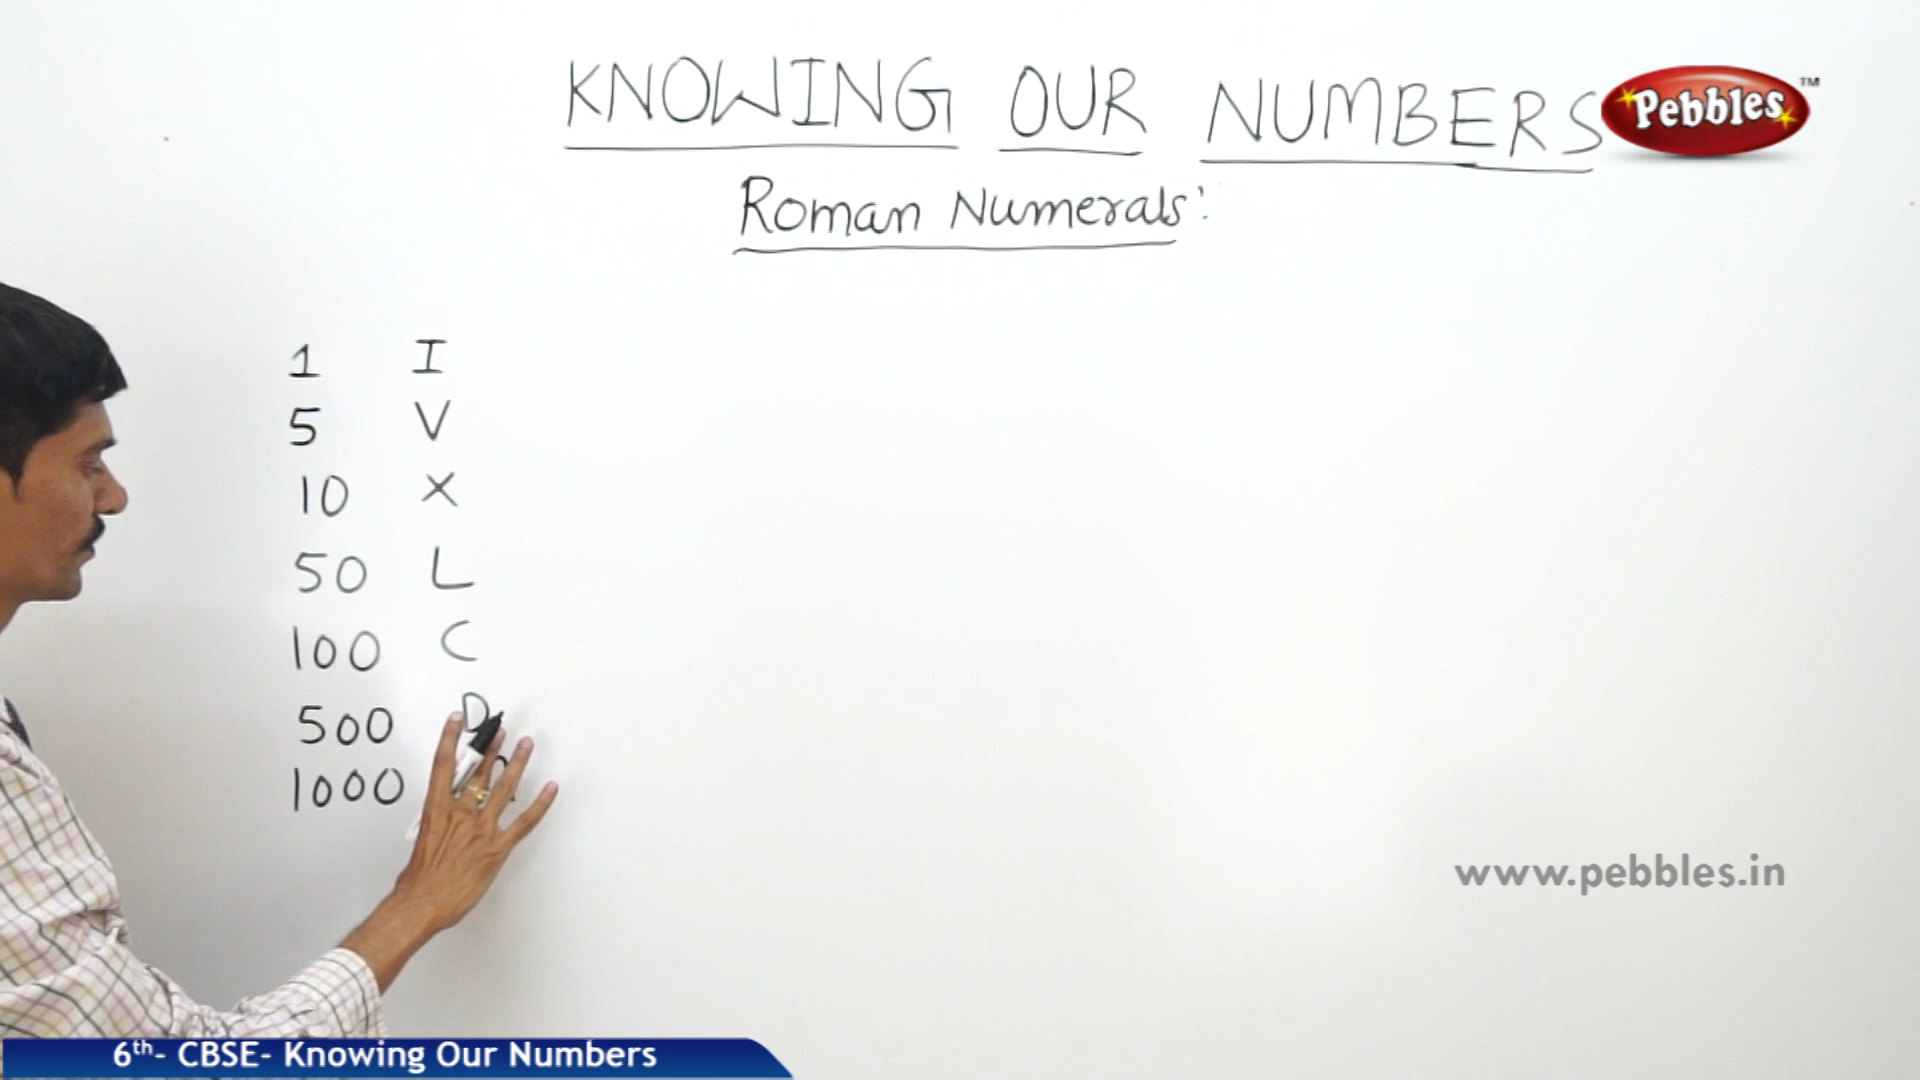 KNOWING OUR NUMBERS
Pebbles™
Roman Numerals:
1 I
5 V
10 X
50 L
100 C
500 D
1000
www.pebbles.in
6th- CBSE- Knowing Our Numbers